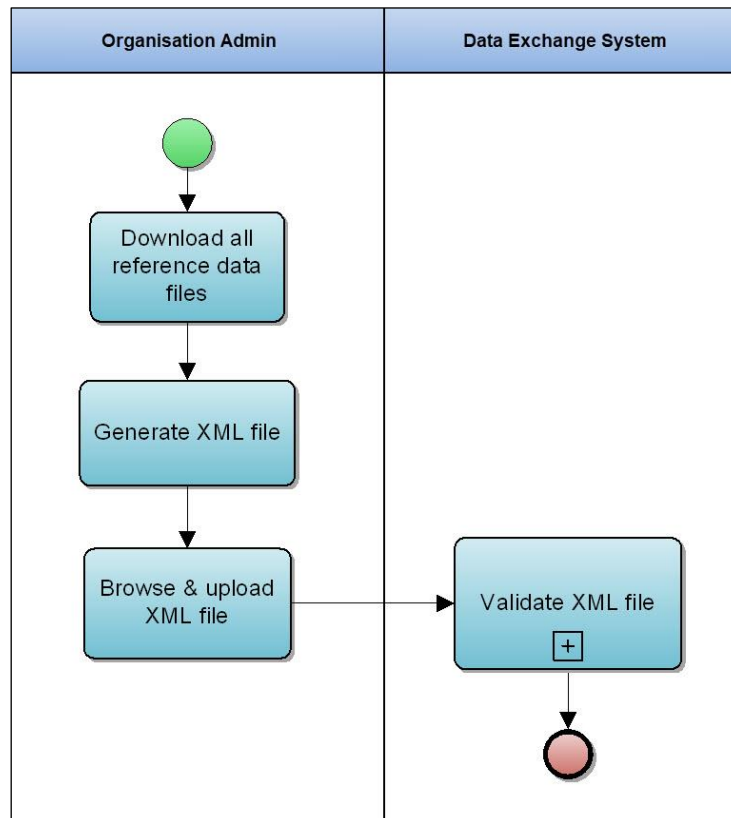 Organisation Admin
Data Exchange System
Download all
reference data
files
Generate XML file
Browse & upload
XML file
Validate XML file